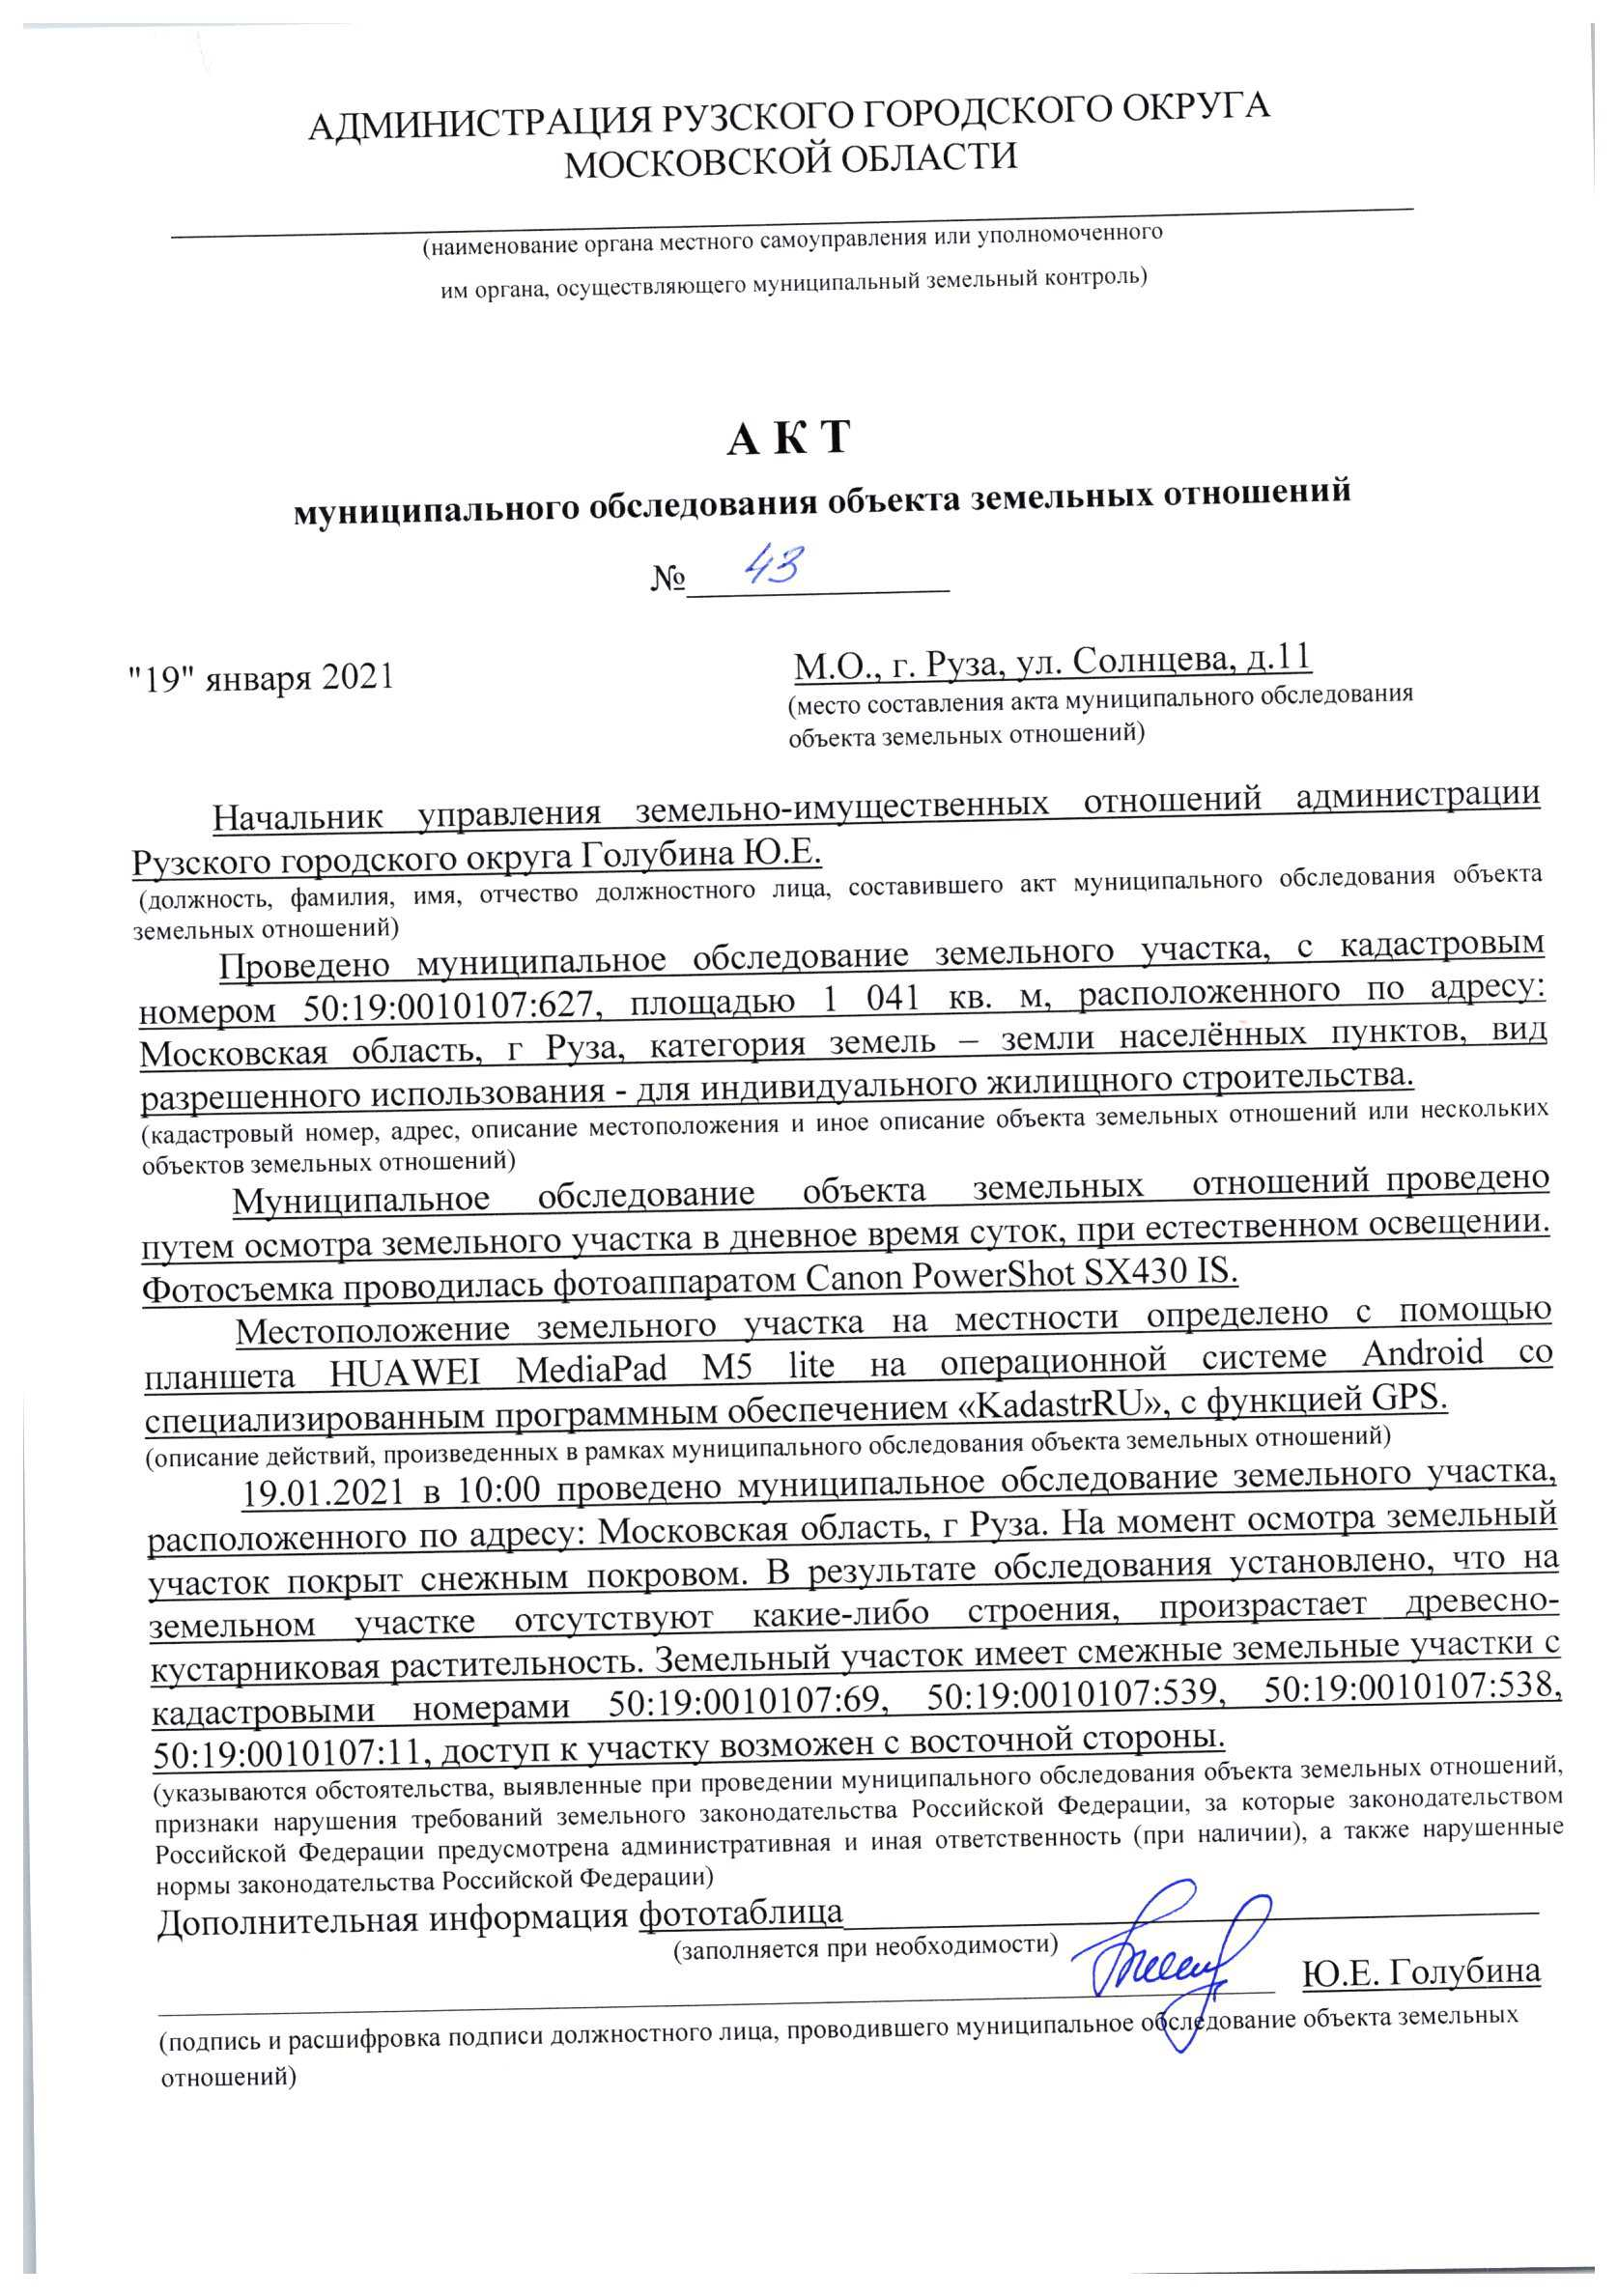 АДМИНИСТРАЦИЯ РУЗСКОГО ГОРОДСКОГО ОКРУГА
МОСКОВСКОЙ ОБЛАСТИ
(наименование органа местного самоуправления или уполномоченного
им органа, осуществляющего муниципальный земельный контроль)
А К Т
муниципального обследования объекта земельных отношений
№ 43
"19" января 2021
М.О., г. Руза, ул. Солнцева, д.11
(место составления акта муниципального обследования
объекта земельных отношений)
Начальник управления земельно-имущественных отношений администрации
Рузского городского округа Голубина Ю.Е.
(должность, фамилия, имя, отчество должностного лица, составившего акт муниципального обследования объекта
земельных отношений)
Проведено муниципальное обследование земельного участка, с кадастровым
номером 50:19:0010107:627, площадью 1 041 кв. м, расположенного по адресу:
Московская область, г Руза, категория земель – земли населённых пунктов, вид
разрешенного использования - для индивидуального жилищного строительства.
(кадастровый номер, адрес, описание местоположения и иное описание объекта земельных отношений или нескольких
объектов земельных отношений)
Муниципальное обследование объекта земельных отношений проведено
путем осмотра земельного участка в дневное время суток, при естественном освещении.
Фотосъемка проводилась фотоаппаратом Canon PowerShot SX430 IS.
Местоположение земельного участка на местности определено с помощью
планшета HUAWEI MediaPad M5 lite на операционной системе Android со
специализированным программным обеспечением «KadastrRU», с функцией GPS.
(описание действий, произведенных в рамках муниципального обследования объекта земельных отношений)
19.01.2021 в 10:00 проведено муниципальное обследование земельного участка,
расположенного по адресу: Московская область, г Руза. На момент осмотра земельный
участок покрыт снежным покровом. В результате обследования установлено, что на
земельном участке отсутствуют какие-либо строения, произрастает древесно-
кустарниковая растительность. Земельный участок имеет смежные земельные участки с
кадастровыми номерами 50:19:0010107:69, 50:19:0010107:539, 50:19:0010107:538,
50:19:0010107:11, доступ к участку возможен с восточной стороны.
(указываются обстоятельства, выявленные при проведении муниципального обследования объекта земельных отношений,
признаки нарушения требований земельного законодательства Российской Федерации, за которые законодательством
Российской Федерации предусмотрена административная и иная ответственность (при наличии), а также нарушенные
нормы законодательства Российской Федерации)
Дополнительная информация фототаблица
(заполняется при необходимости)
Ю.Е. Голубина
(подпись и расшифровка подписи должностного лица, проводившего муниципальное обследование объекта земельных
отношений)